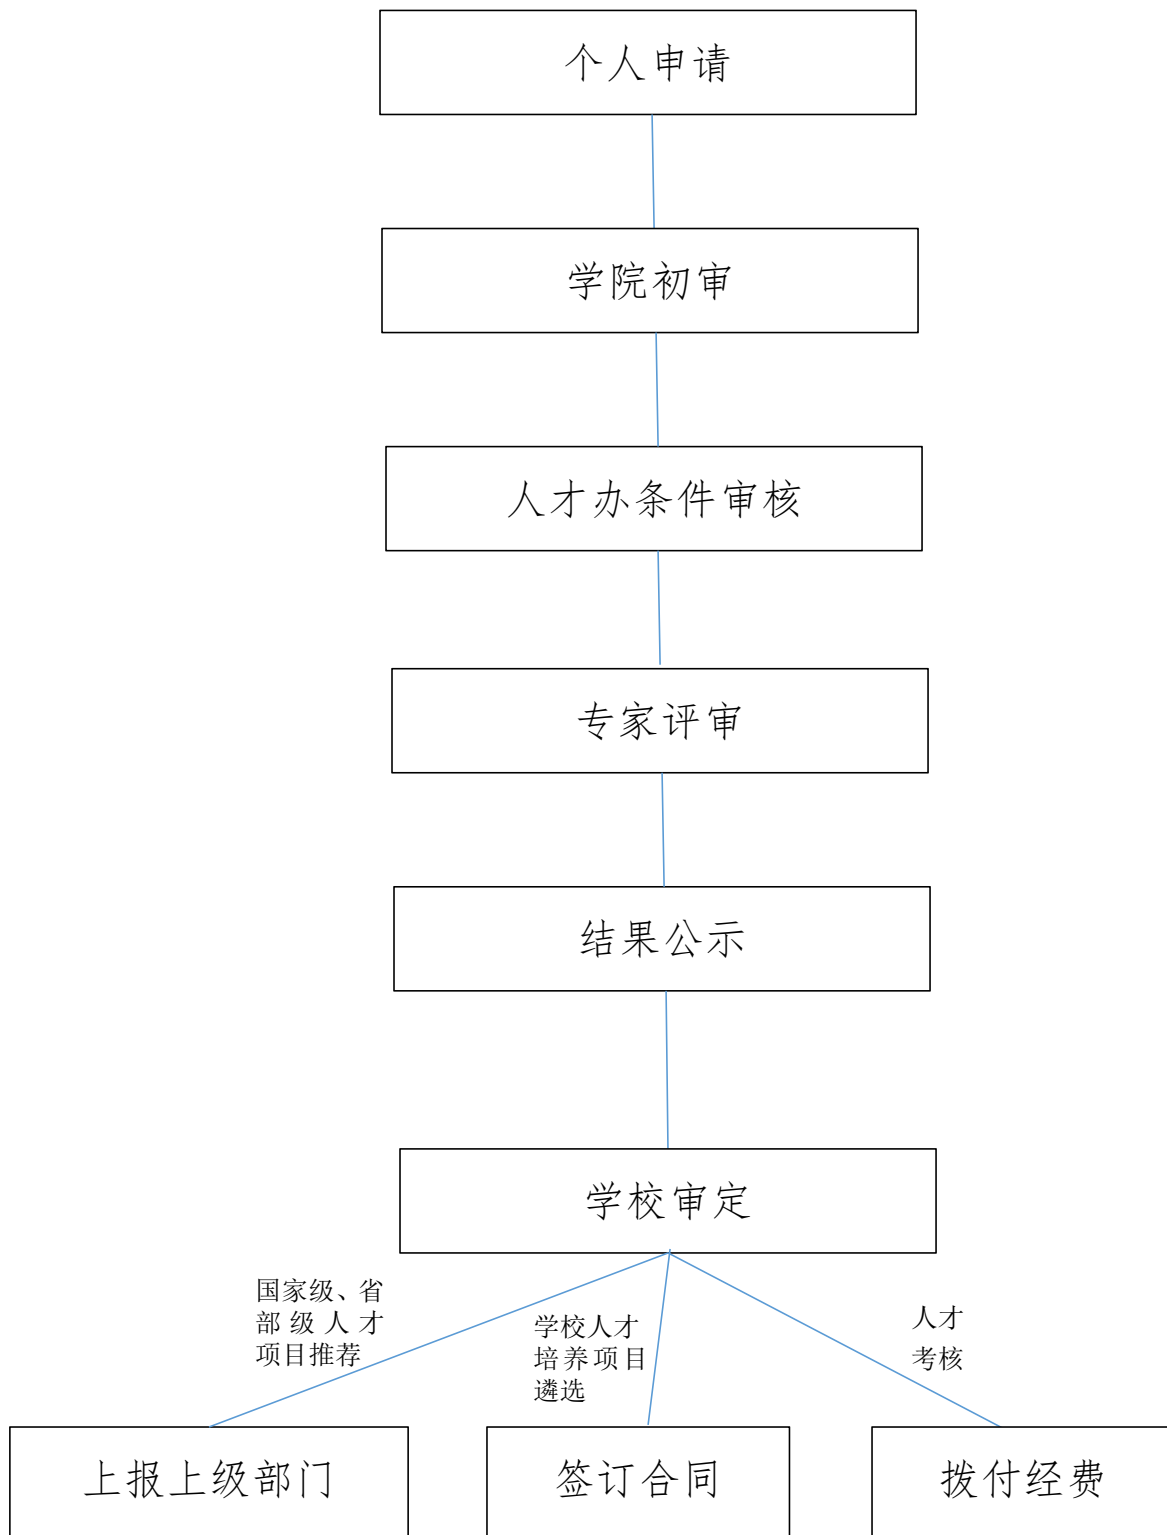 个人申请
学院初审
人才办条件审核
专家评审
结果公示
学校审定
国家级、省
部级人才
项目推荐
学校人才
培养项目
遴选
人才
考核
上报上级部门
签订合同
拨付经费